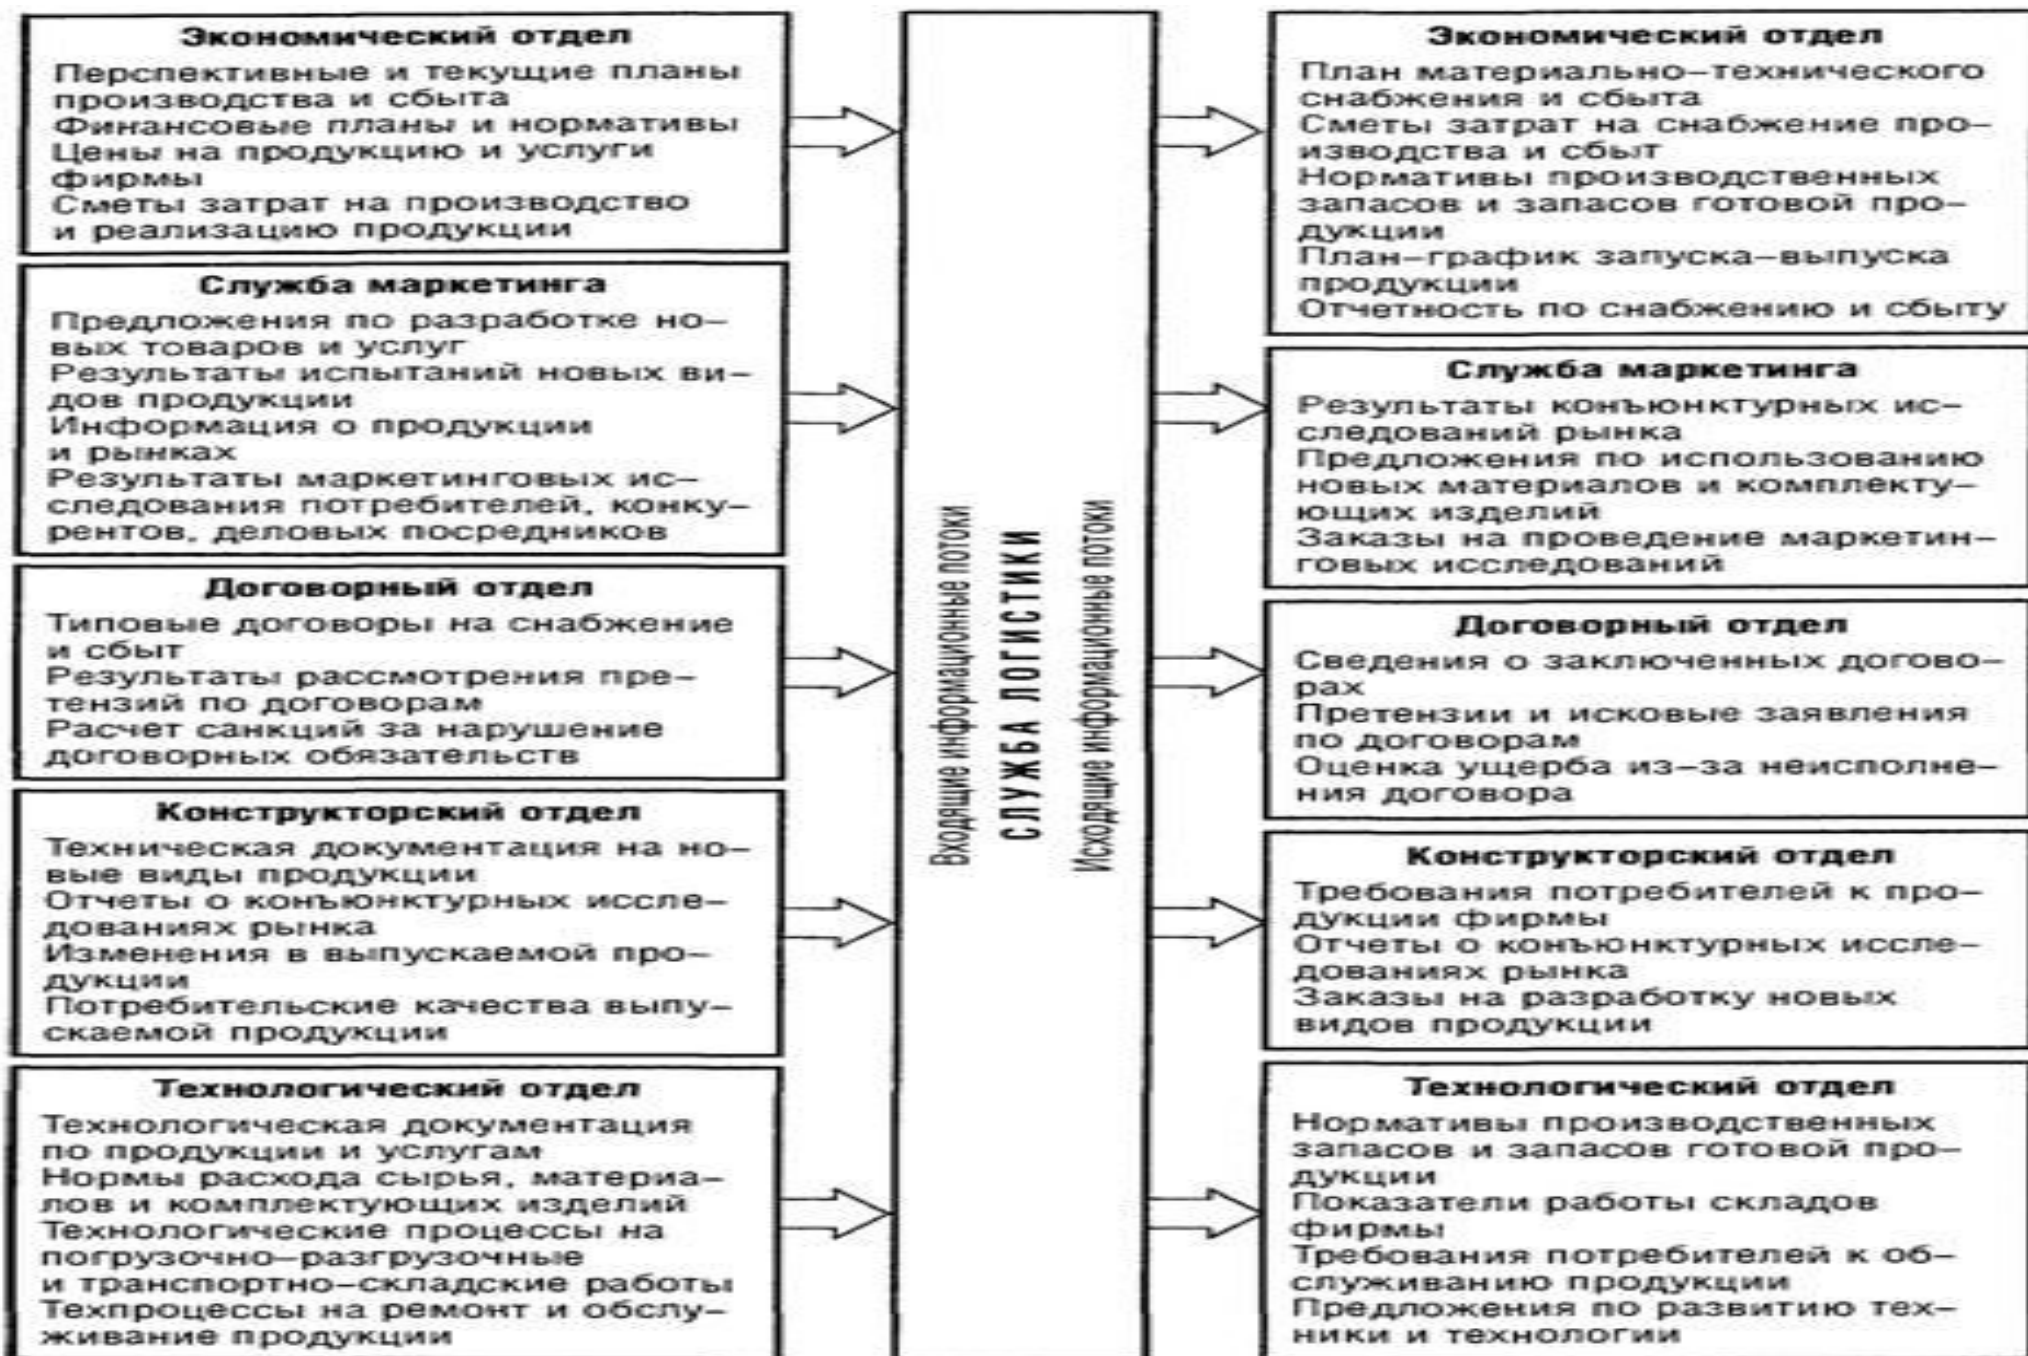 Экономический отдел
Перспективные и текущие планы
производства и сбыта
Финансовые планы и нормативы
Цены на продукцию и услуги
фирмы
Сметы затрат на производство
и реализацию продукции
Служба маркетинга
Предложения по разработке но–
вых товаров и услуг
Результаты испытаний новых ви–
дов продукции
Информация о продукции
и рынках
Результаты маркетинговых ис–
следования потребителей, конку–
рентов, деловых посредников
Договорный отдел
Типовые договоры на снабжение
и сбыт
Результаты рассмотрения пре–
тензий по договорам
Расчет санкций за нарушение
договорных обязательств
Конструкторский отдел
Техническая документация на но–
вые виды продукции
Отчеты о конъюнктурных иссле–
дованиях рынка
Изменения в выпускаемой про–
дукции
Потребительские качества выпу–
скаемой продукции
Технологический отдел
Технологическая документация
по продукции и услугам
Нормы расхода сырья, материа–
лов и комплектующих изделий
Технологические процессы на
погрузочно–разгрузочные
и транспортно–складские работы
Техпроцессы на ремонт и обслу–
живание продукции
Входящие информационные потоки
СЛУЖБА ЛОГИСТИКИ
Исходящие информационные потоки
Экономический отдел
План материально–технического
снабжения и сбыта
Сметы затрат на снабжение про–
изводства и сбыт
Нормативы производственных
запасов и запасов готовой про–
дукции
План–график запуска–выпуска
продукции
Отчетность по снабжению и сбыту
Служба маркетинга
Результаты конъюнктурных ис–
следований рынка
Предложения по использованию
новых материалов и комплекту–
ющих изделий
Заказы на проведение маркетин–
говых исследований
Договорный отдел
Сведения о заключенных догово–
рах
Претензии и исковые заявления
по договорам
Оценка ущерба из–за неисполне–
ния договора
Конструкторский отдел
Требования потребителей к про–
дукции фирмы
Отчеты о конъюнктурных иссле–
дованиях рынка
Заказы на разработку новых
видов продукции
Технологический отдел
Нормативы производственных
запасов и запасов готовой про–
дукции
Показатели работы складов
фирмы
Требования потребителей к об–
служиванию продукции
Предложения по развитию тех–
ники и технологии